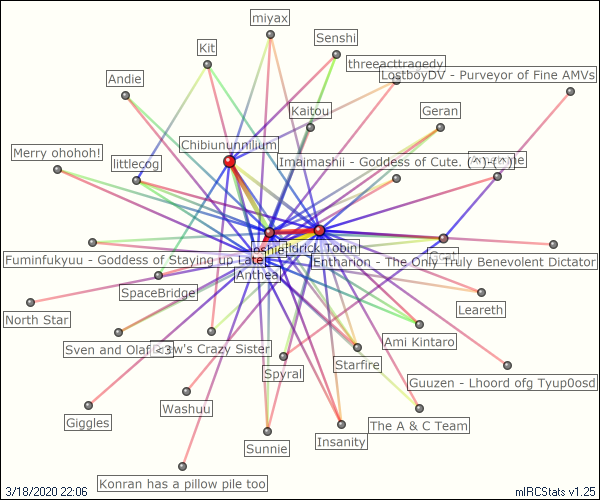 miyax
Senshi
Kit
threeacttragedy
LostboyDV - Purveyor of Fine AMVs
Andie
Kaitou
Geran
Chibiununnilium
Merry ohohoh!
littlecog
Imaimashii - Goddess of Cute.
Tobin
Fuminfukyuu - Goddess of Staying up Late
Entharion - The Only Truly Benevolent Dictator
Anthea
SpaceBridge
Leareth
North Star
Ami Kintaro
Sven and Olaf <3
Crazy Sister
Starfire
Spyral
Guuzen - Lhoord ofg Tyup0osd
Giggles
Washuu
The A & C Team
Sunnie
Insanity
Konran has a pillow pile too
3/18/2020 22:06
mIRCStats v1.25